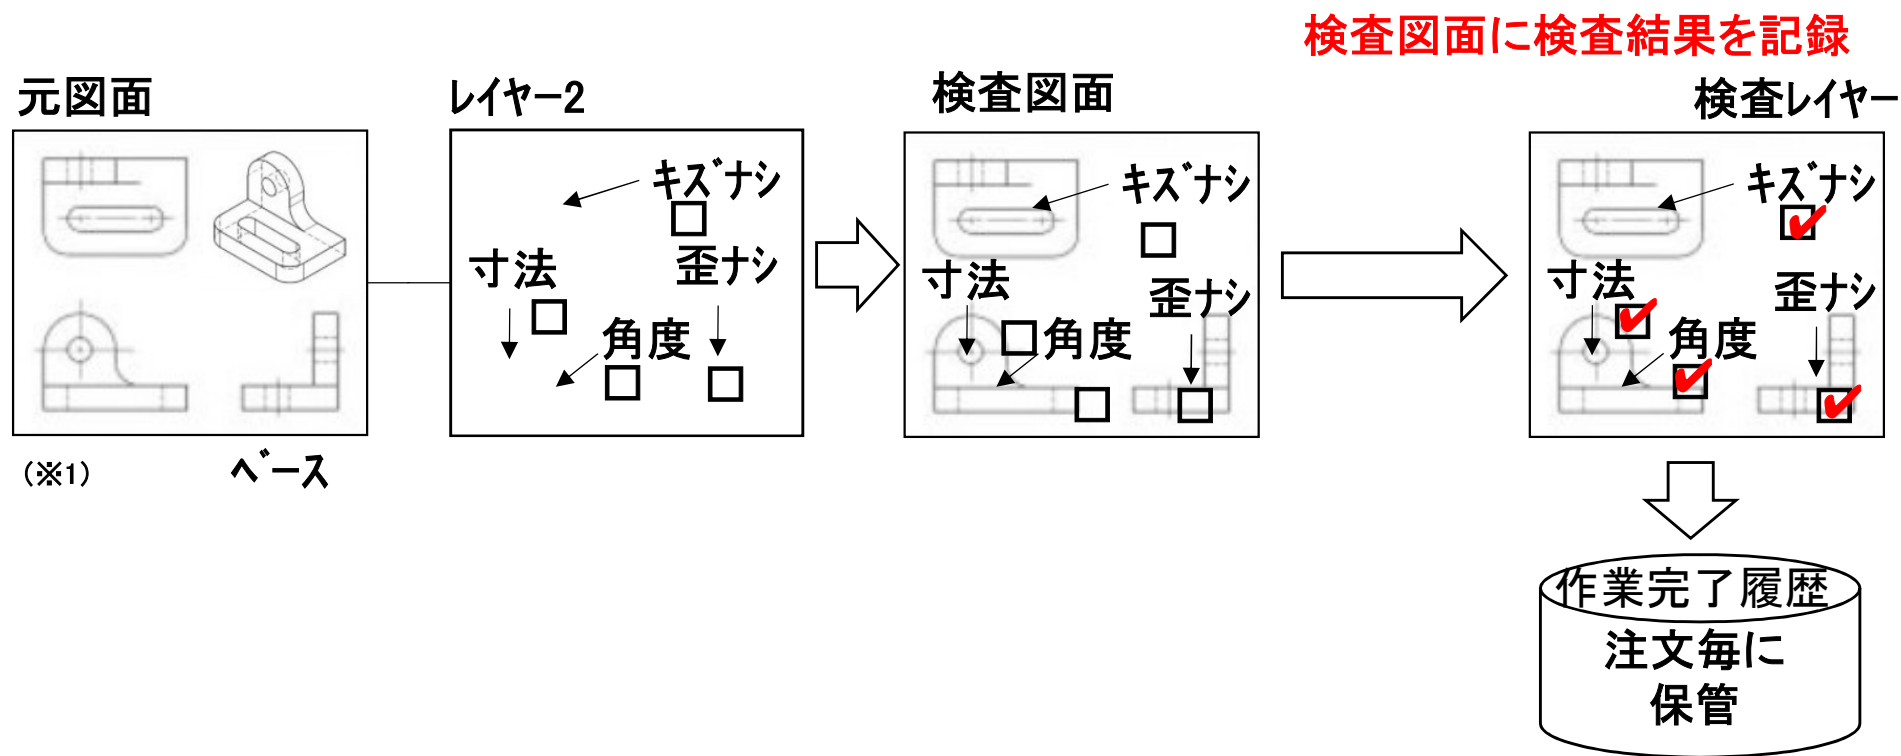 検査図面に検査結果を記録
元図面
レイヤー2
検査図面
検査レイヤー
キズナシ
寸法
歪ナシ
角度
キズナシ
寸法
歪ナシ
角度
キズナシ
寸法
歪ナシ
角度
(※1)
ベース
作業完了履歴
注文毎に
保管